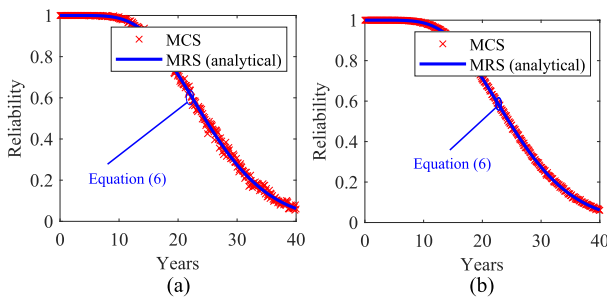 1
0.8
0.6
0.4
0.2
0
Reliability
MCS
MRS (analytical)
Equation (6)
0 10 20 30 40
Years
(a)
1
0.8
0.6
0.4
0.2
0
Reliability
MCS
MRS (analytical)
Equation (6)
0 10 20 30 40
Years
(b)